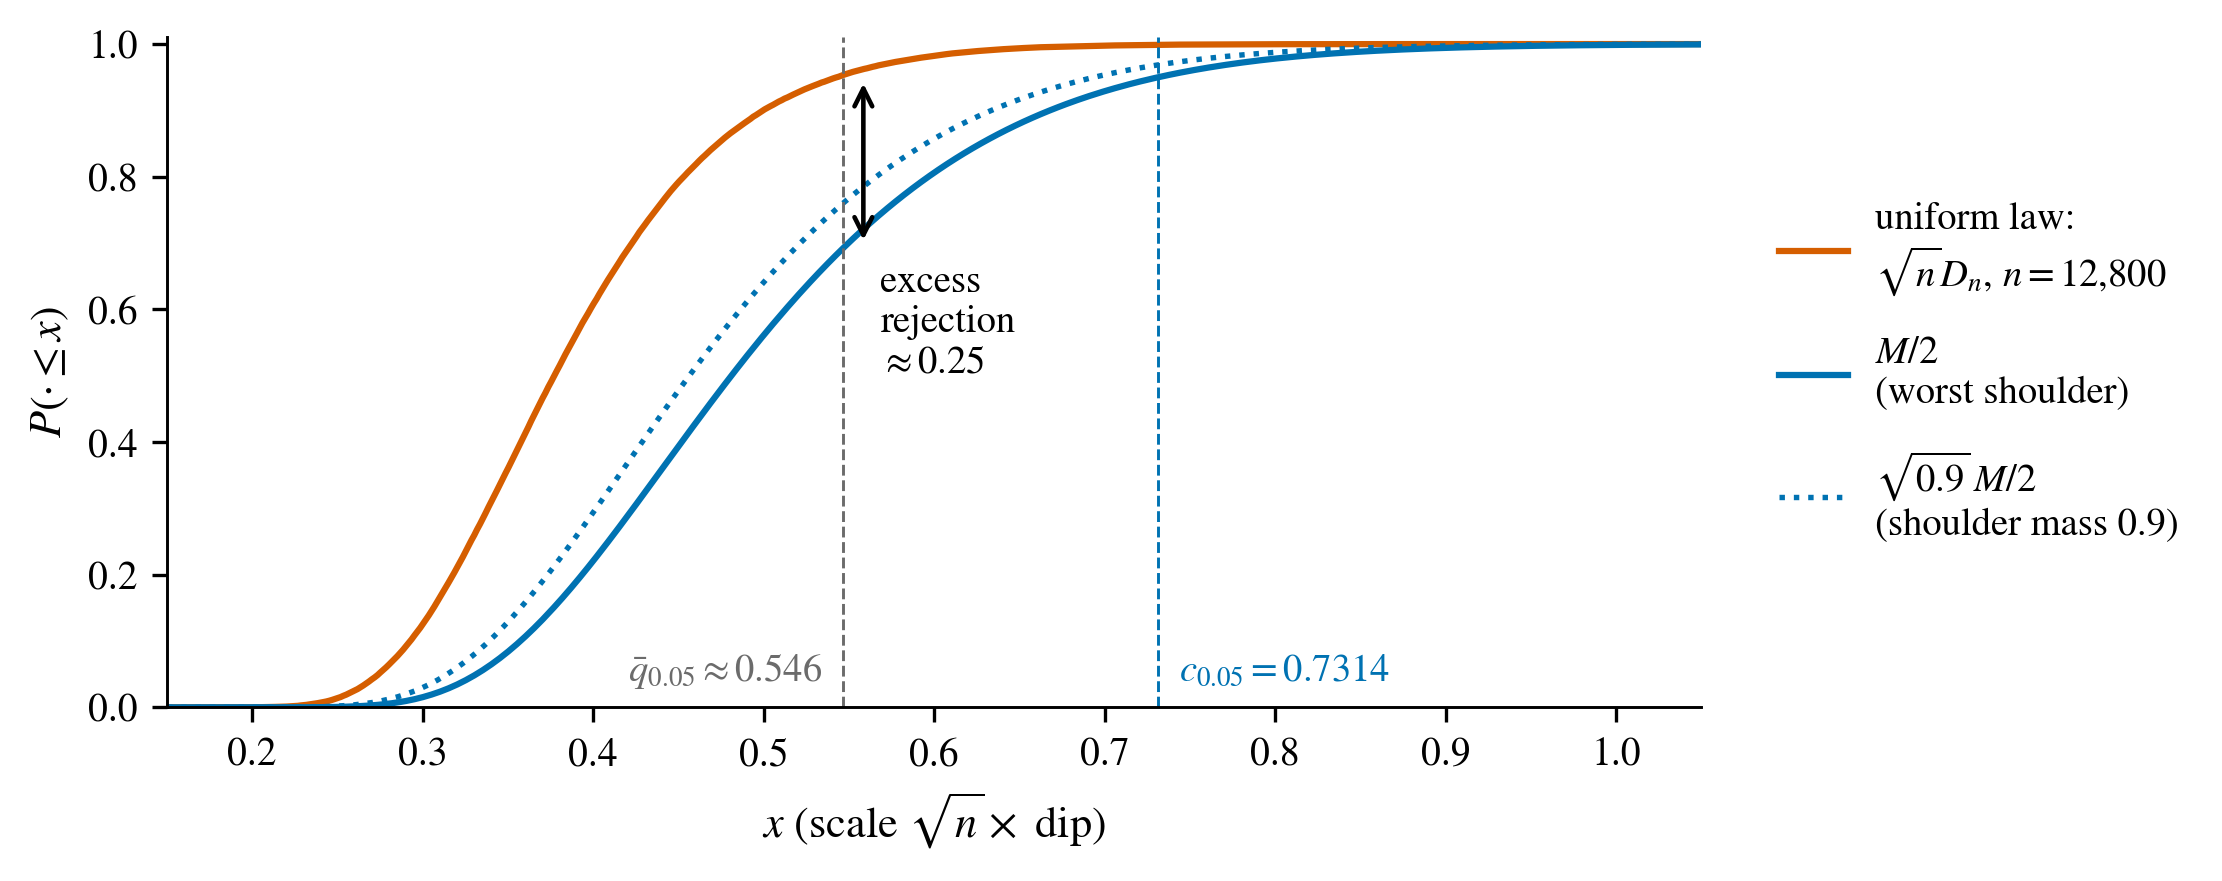 1.0
0.8
0.6
0.4
0.2
0.0
P(· ≤ x)
excess
rejection
≈ 0.25
q̄₀.₀₅ ≈ 0.546
c₀.₀₅ = 0.7314
0.2 0.3 0.4 0.5 0.6 0.7 0.8 0.9 1.0
x (scale √n × dip)
uniform law:
√n Dₙ, n = 12,800
M/2
(worst shoulder)
√0.9 M/2
(shoulder mass 0.9)